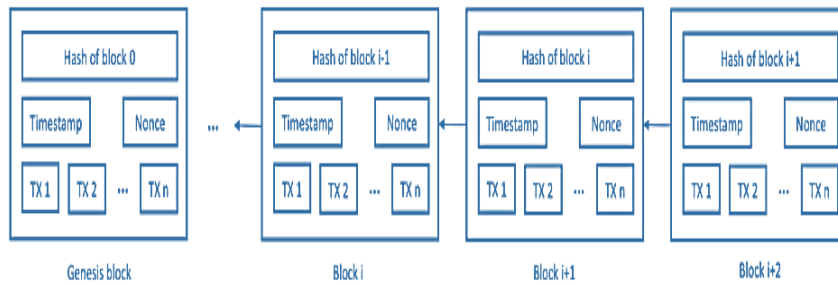 Hash of block 0
Timestamp Nonce
TX 1 TX 2 ... TX n
Genesis block
...
Hash of block i-1
Timestamp Nonce
TX 1 TX 2 ... TX n
Block i
Hash of block i
Timestamp Nonce
TX 1 TX 2 ... TX n
Block i+1
Hash of block i+1
Timestamp Nonce
TX 1 TX 2 ... TX n
Block i+2